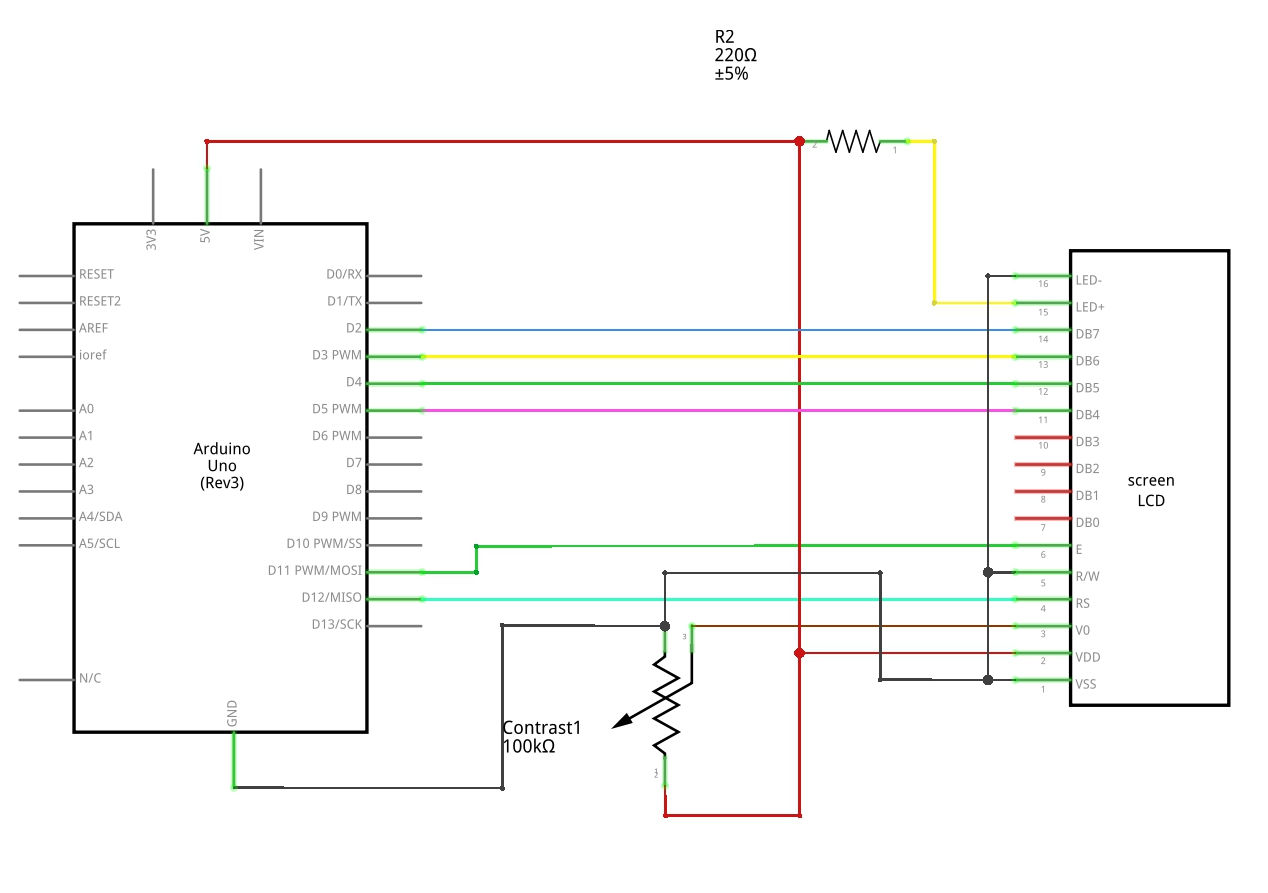 R2
220Ω
±5%
2
1
3V3
5V
VIN
RESET
RESET2
AREF
ioref
A0
A1
A2
A3
A4/SDA
A5/SCL
N/C
GND
Arduino
Uno
(Rev3)
D0/RX
D1/TX
D2
D3 PWM
D4
D5 PWM
D6 PWM
D7
D8
D9 PWM
D10 PWM/SS
D11 PWM/MOSI
D12/MISO
D13/SCK
3
Contrast1
100kΩ
16 LED-
15 LED+
14 DB7
13 DB6
12 DB5
11 DB4
10 DB3
9 DB2
8 DB1
7 DB0
6 E
5 R/W
4 RS
3 V0
2 VDD
1 VSS
screen
LCD